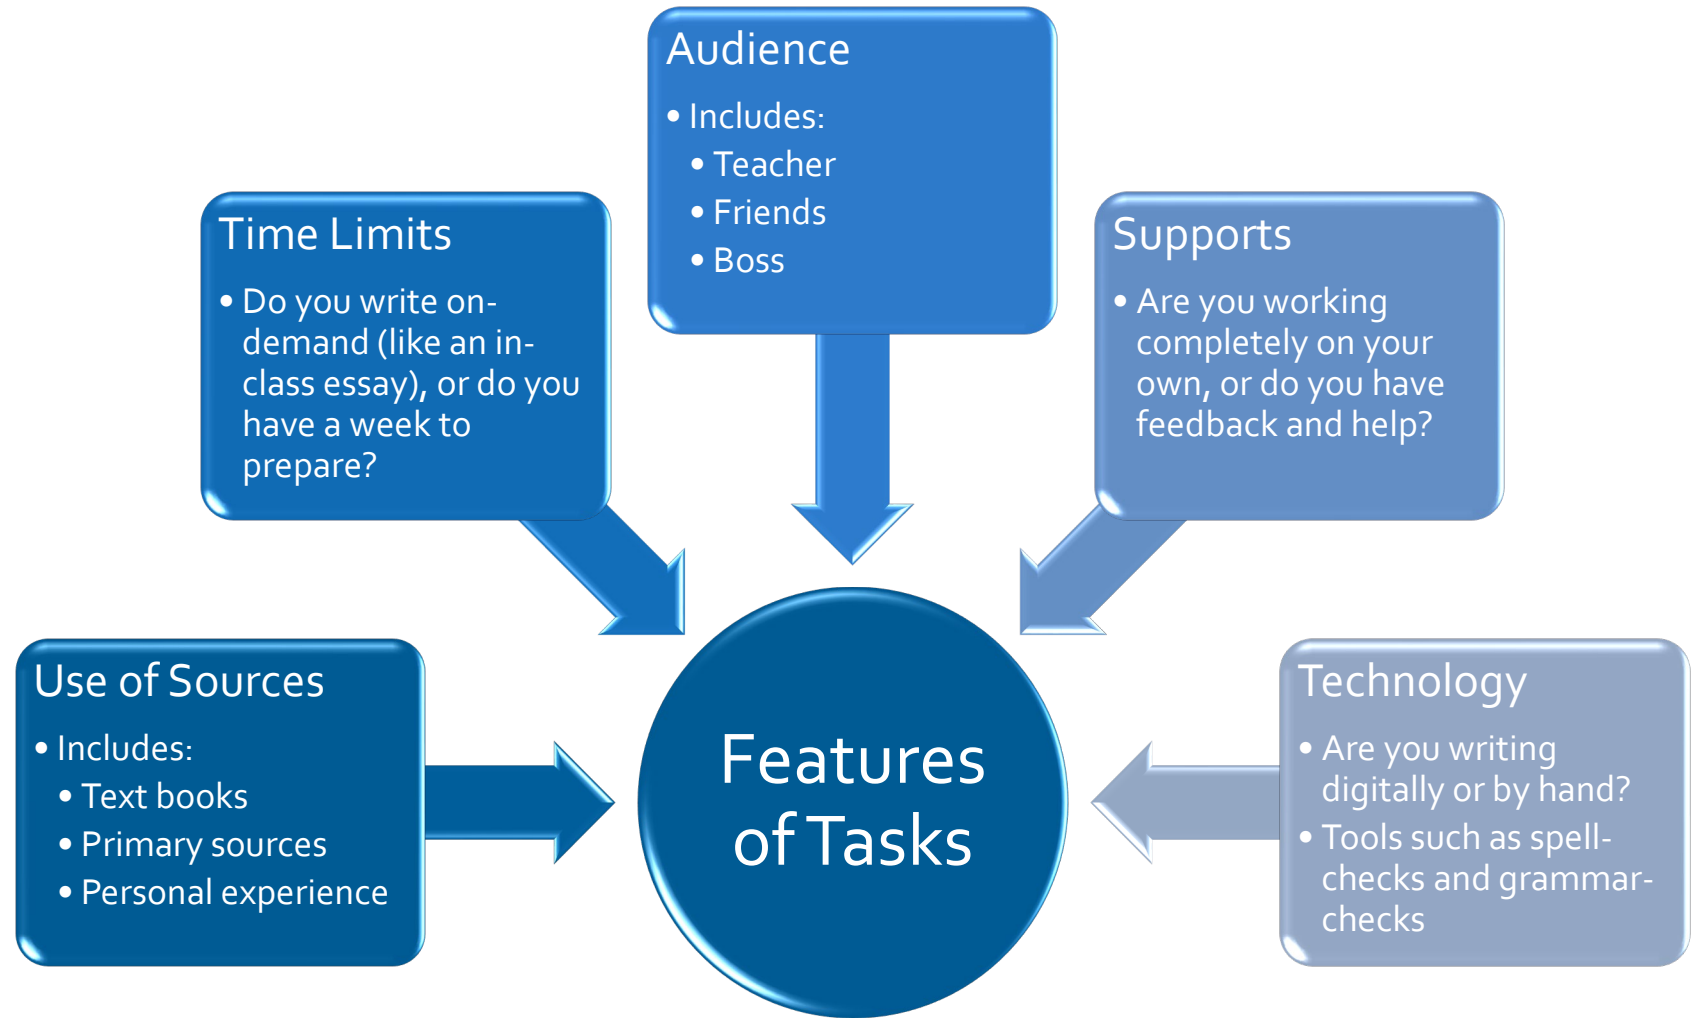 Audience
• Includes:
• Teacher
• Friends
• Boss
Time Limits
• Do you write on-
demand (like an in-
class essay), or do you
have a week to
prepare?
Supports
• Are you working
completely on your
own, or do you have
feedback and help?
Use of Sources
• Includes:
• Text books
• Primary sources
• Personal experience
Features
of Tasks
Technology
• Are you writing
digitally or by hand?
• Tools such as spell-
checks and grammar-
checks